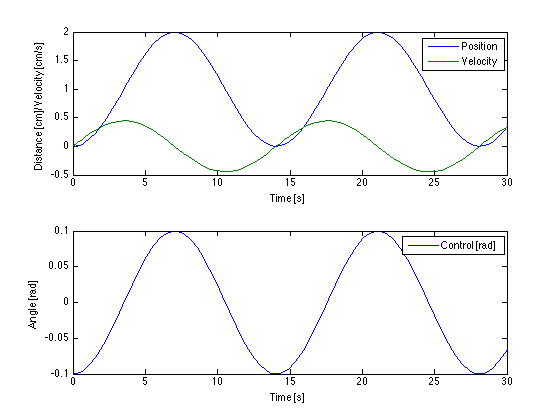 2
1.5
1
0.5
0
-0.5
Distance [cm]/Velocity [cm/s]
Position
Velocity
0 5 10 15 20 25 30
Time [s]
0.1
0.05
0
-0.05
-0.1
Angle [rad]
Control [rad]
0 5 10 15 20 25 30
Time [s]